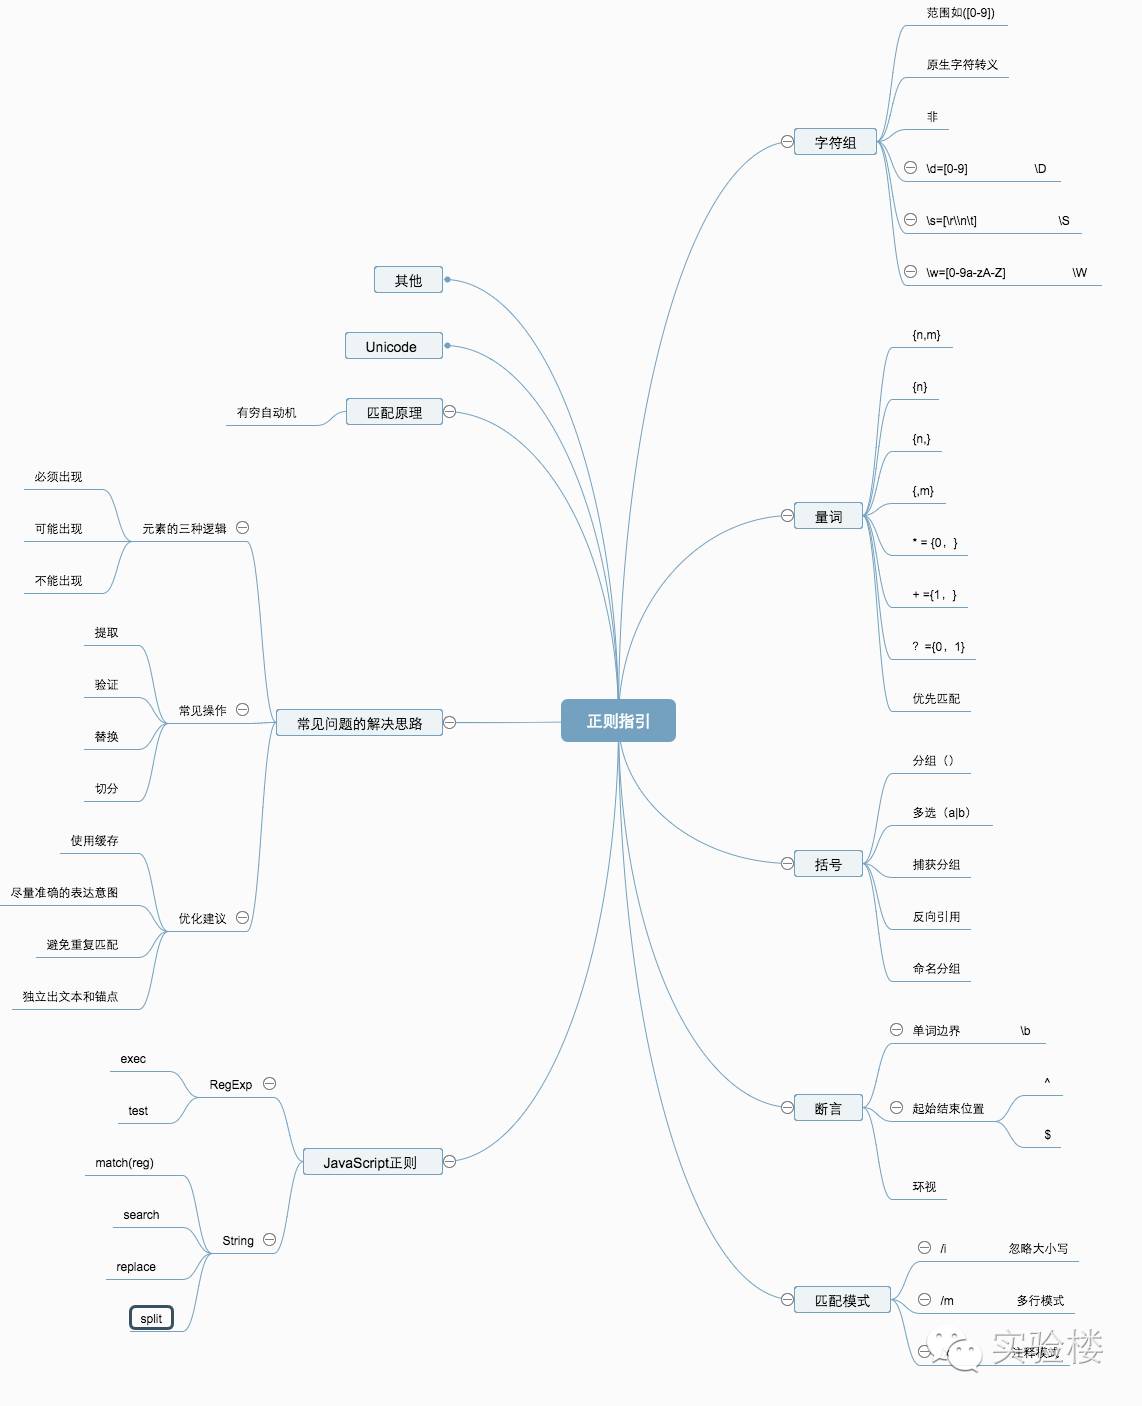 正则指引
字符组
范围如([0-9])
原生字符转义
非
\d=[0-9]
\D
\s=[\r\\n\t]
\S
\w=[0-9a-zA-Z]
\W
量词
{n,m}
{n}
{n,}
{,m}
* = {0，}
+ ={1，}
？={0，1}
优先匹配
括号
分组（）
多选（a|b）
捕获分组
反向引用
命名分组
断言
单词边界
\b
起始结束位置
^
$
环视
匹配模式
/i
忽略大小写
/m
多行模式
注释模式
其他
Unicode
匹配原理
有穷自动机
常见问题的解决思路
元素的三种逻辑
必须出现
可能出现
不能出现
常见操作
提取
验证
替换
切分
优化建议
使用缓存
尽量准确的表达意图
避免重复匹配
独立出文本和锚点
JavaScript正则
RegExp
exec
test
String
match(reg)
search
replace
split
实验楼